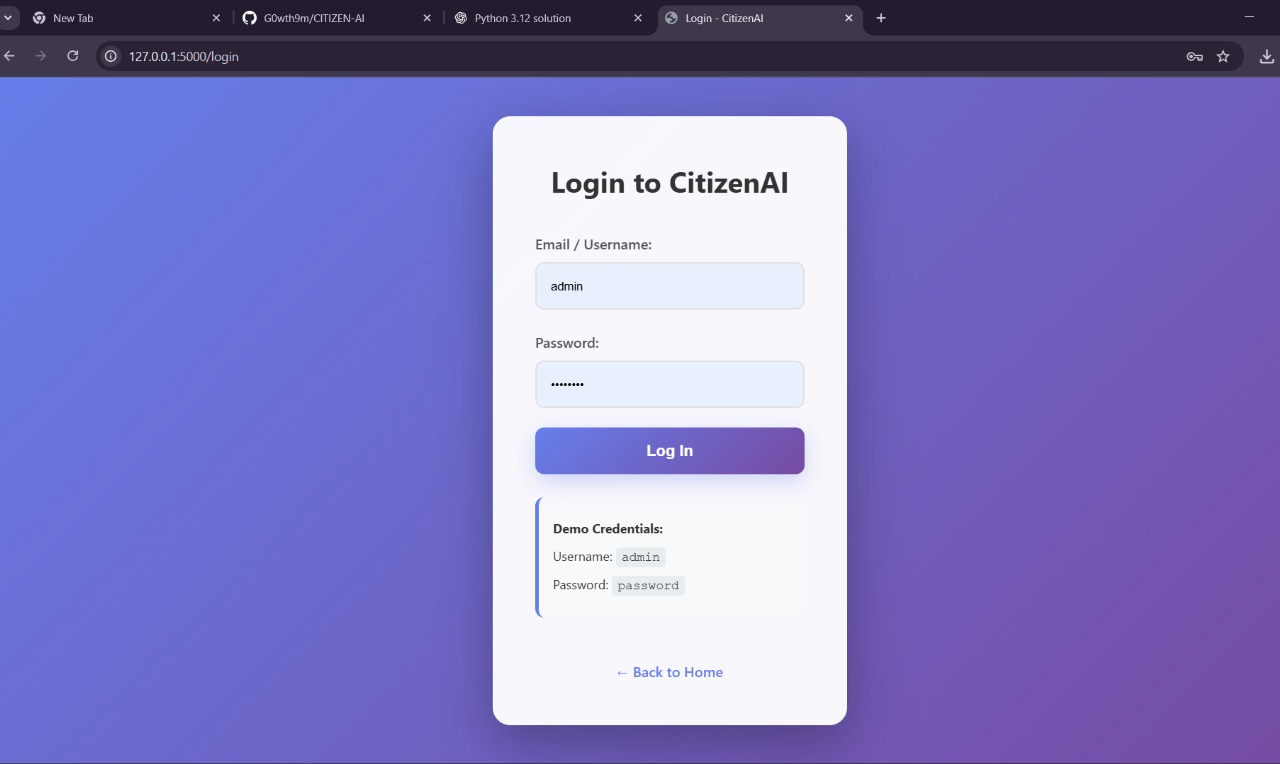 New Tab
G0wth9m/CITIZEN-AI
Python 3.12 solution
Login - CitizenAI
127.0.0.1:5000/login
Login to CitizenAI
Email / Username:
admin
Password:
••••••••
Log In
Demo Credentials:
Username: admin
Password: password
← Back to Home